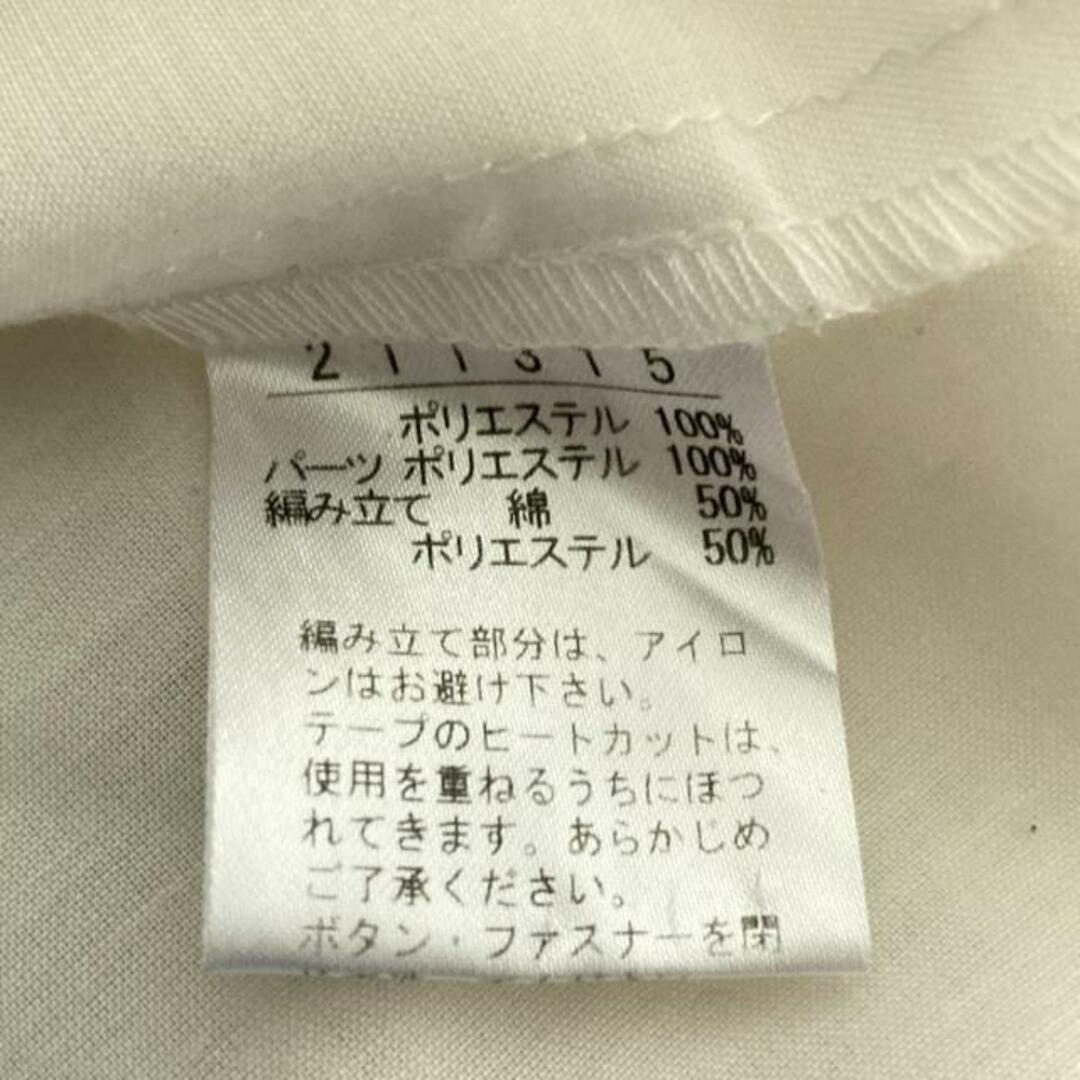 211315
ポリエステル 100%
パーツ ポリエステル 100%
編み立て 綿 50%
ポリエステル 50%
編み立て部分は、アイロ
ンはお避け下さい。
テープのヒートカットは、
使用を重ねるうちにほつ
れてきます。あらかじめ
ご了承ください。
ボタン・ファスナーを閉